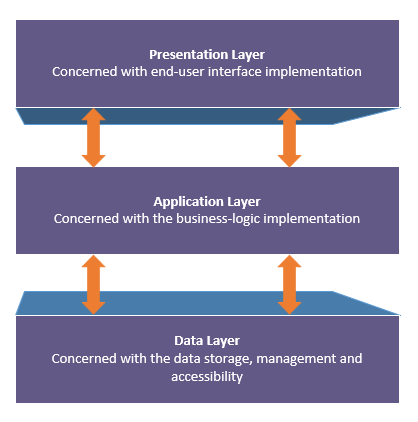 Presentation Layer
Concerned with end-user interface implementation
Application Layer
Concerned with the business-logic implementation
Data Layer
Concerned with the data storage, management and
accessibility